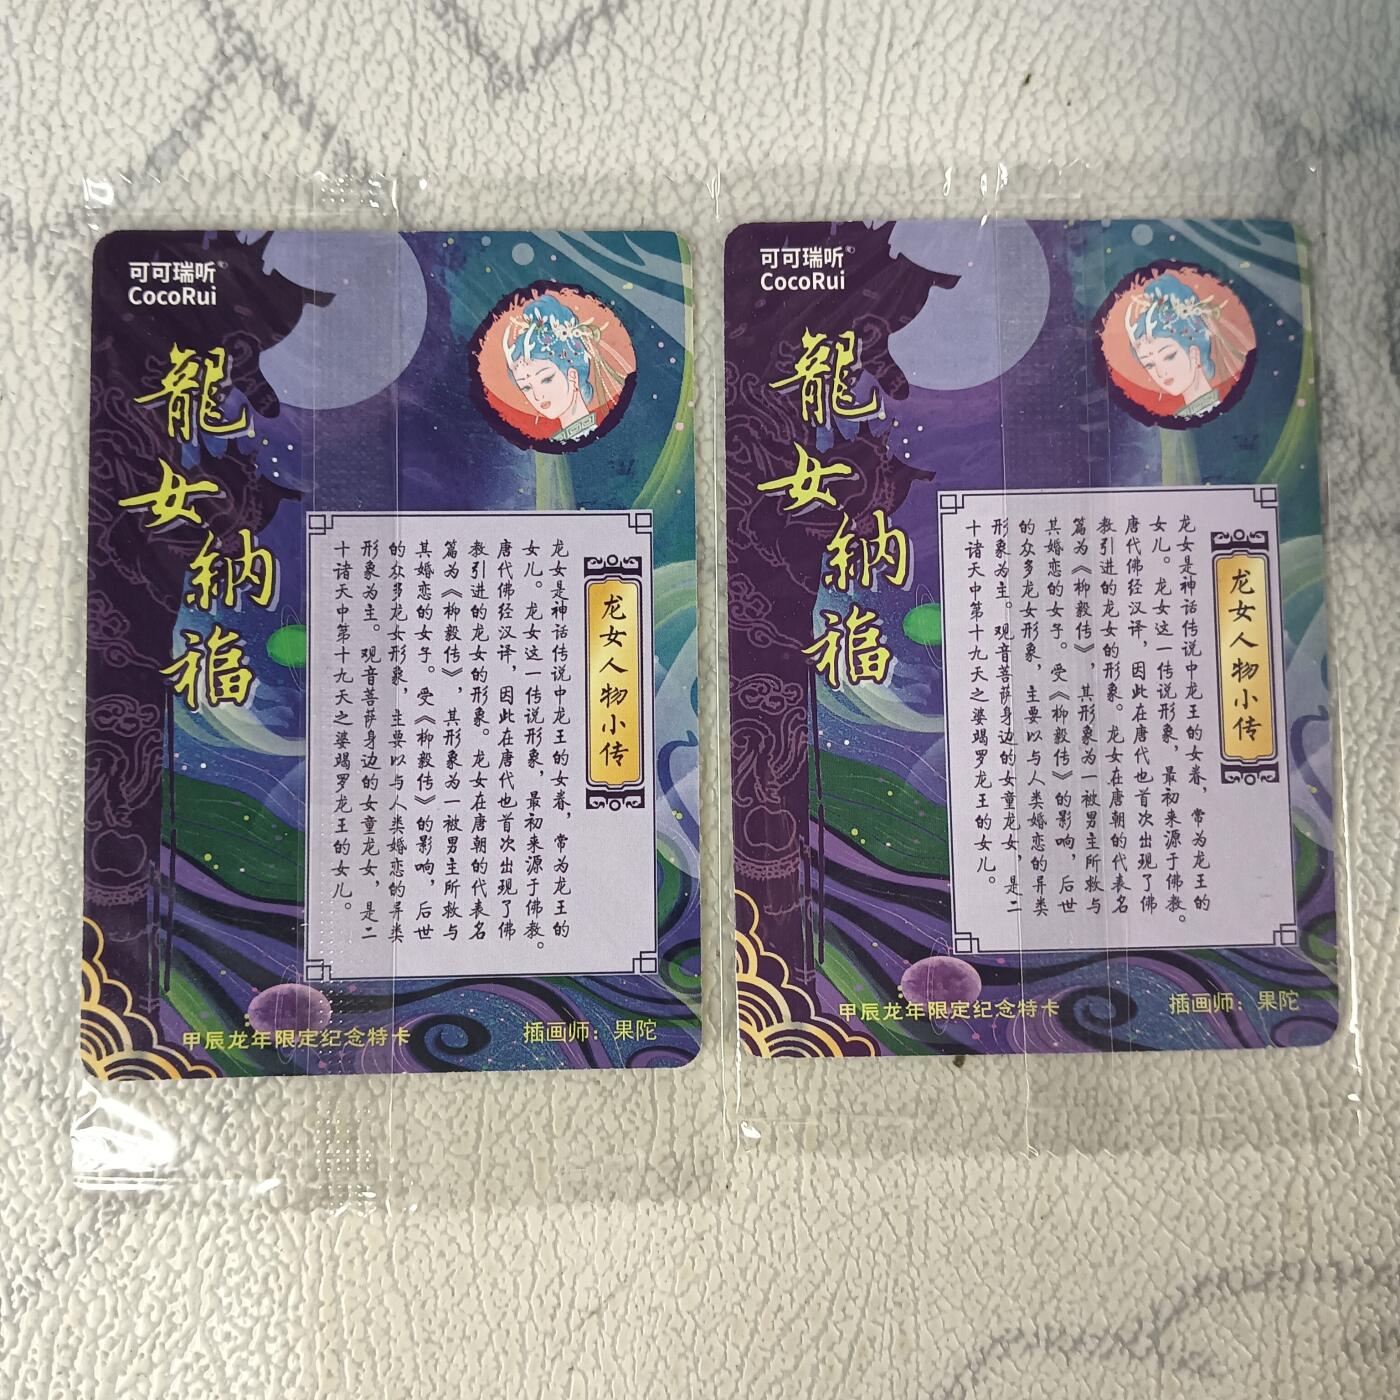 可可瑞听
CocoRui
龍女納福
龙女人物小传
龙女是神话传说中龙王的女眷，常为龙王的
女儿。龙女这一传说形象，最初来源于佛教。
唐代佛经汉译，因此在唐代也首次出现了佛
教引进的龙女的形象。龙女在唐朝的代表名
篇为《柳毅传》，其形象为一被男主所救与
其婚恋的女子。受《柳毅传》的影响，后世
的众多龙女形象，主要以与人类婚恋的异类
形象为主。观音菩萨身边的女童龙女，是二
十诸天中第十九天之婆竭罗龙王的女儿。
甲辰龙年限定纪念特卡
插画师：果陀
可可瑞听
CocoRui
龍女納福
龙女人物小传
龙女是神话传说中龙王的女眷，常为龙王的
女儿。龙女这一传说形象，最初来源于佛教。
唐代佛经汉译，因此在唐代也首次出现了佛
教引进的龙女的形象。龙女在唐朝的代表名
篇为《柳毅传》，其形象为一被男主所救与
其婚恋的女子。受《柳毅传》的影响，后世
的众多龙女形象，主要以与人类婚恋的异类
形象为主。观音菩萨身边的女童龙女，是二
十诸天中第十九天之婆竭罗龙王的女儿。
甲辰龙年限定纪念特卡
插画师：果陀